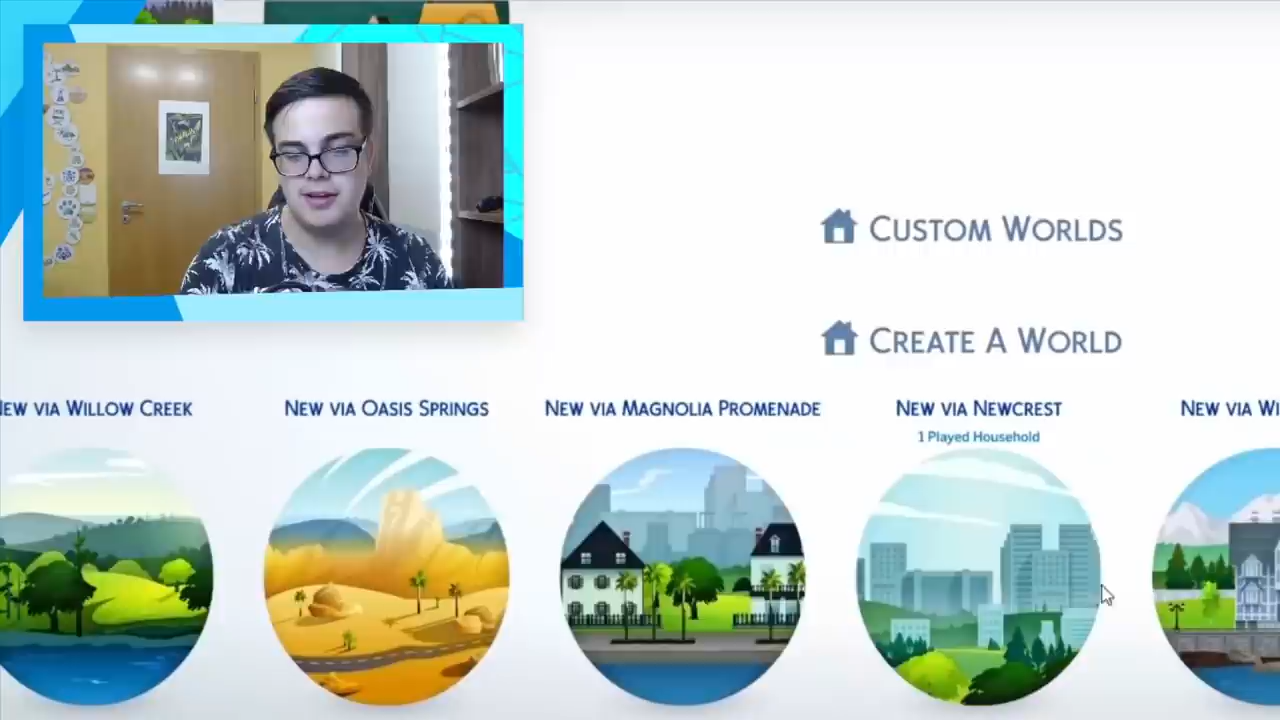 CUSTOM WORLDS
CREATE A WORLD
NEW VIA WILLOW CREEK
NEW VIA OASIS SPRINGS
NEW VIA MAGNOLIA PROMENADE
NEW VIA NEWCREST
1 Played Household
NEW VIA WI